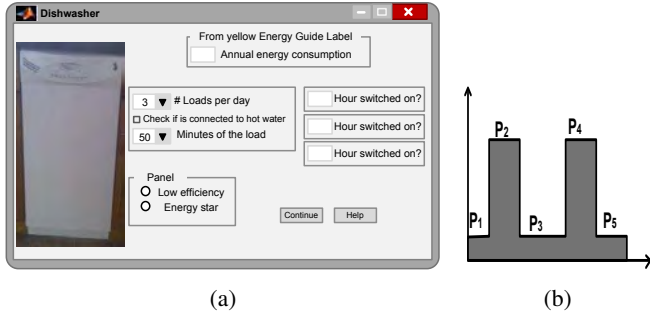 Dishwasher
From yellow Energy Guide Label
Annual energy consumption
3 # Loads per day
Check if is connected to hot water
50 Minutes of the load
Hour switched on?
Hour switched on?
Hour switched on?
Panel
Low efficiency
Energy star
Continue Help
P1
P2
P3
P4
P5
(a)
(b)